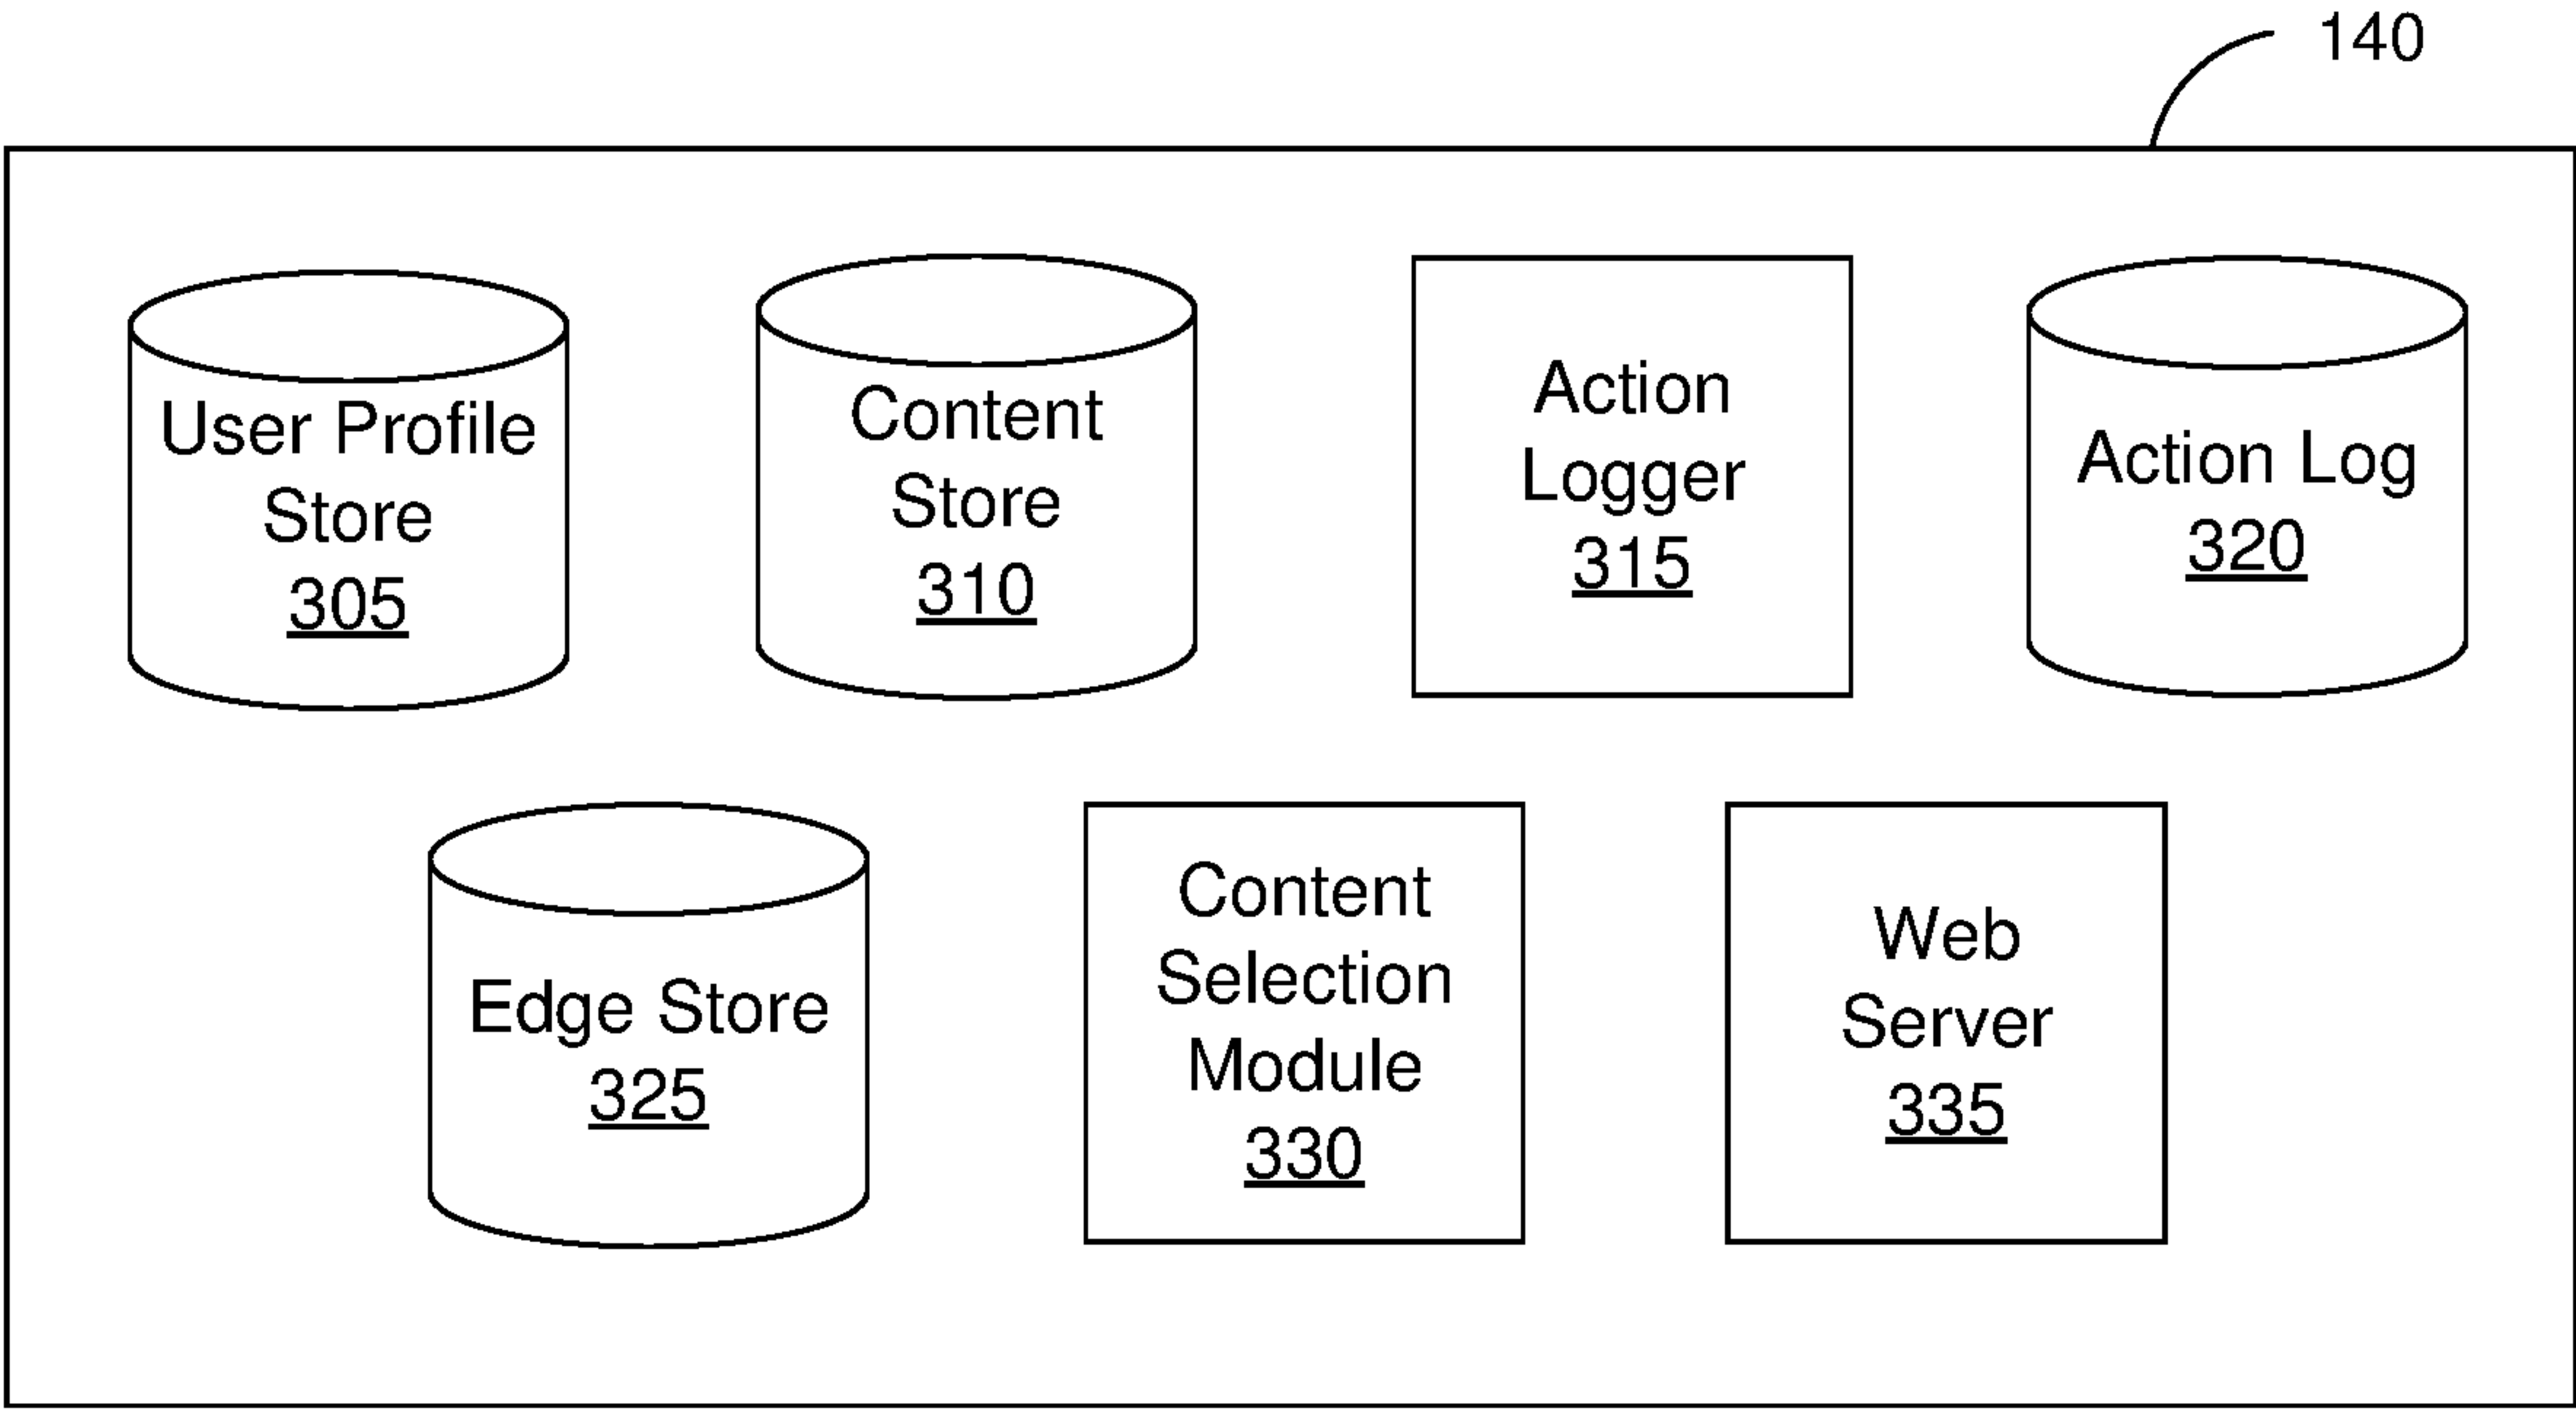 140
User Profile
Store
305
Content
Store
310
Action
Logger
315
Action Log
320
Edge Store
325
Content
Selection
Module
330
Web
Server
335